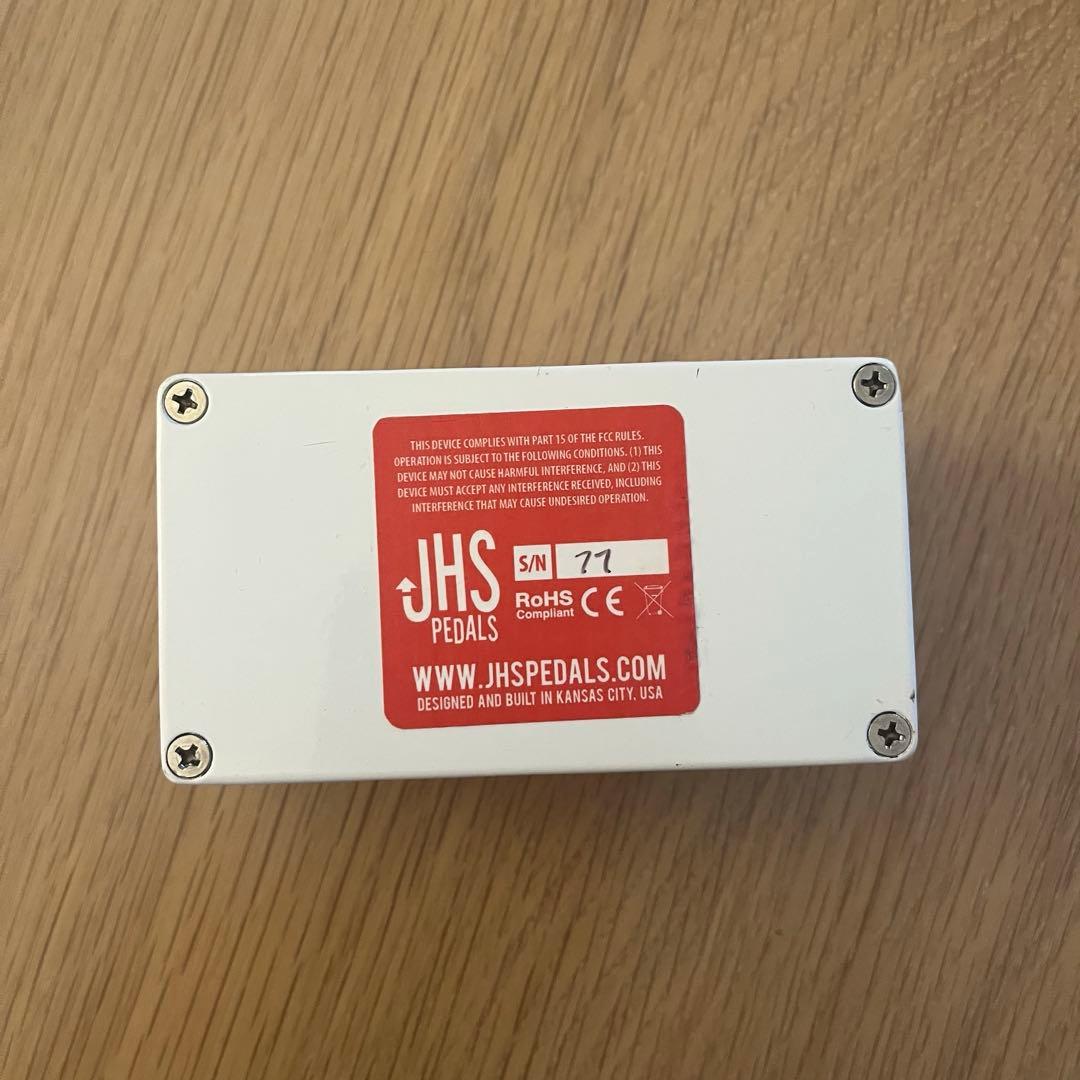 THIS DEVICE COMPLIES WITH PART 15 OF THE FCC RULES.
OPERATION IS SUBJECT TO THE FOLLOWING CONDITIONS. (1) THIS
DEVICE MAY NOT CAUSE HARMFUL INTERFERENCE, AND (2) THIS
DEVICE MUST ACCEPT ANY INTERFERENCE RECEIVED, INCLUDING
INTERFERENCE THAT MAY CAUSE UNDESIRED OPERATION.
JHS
PEDALS
S/N 77
RoHS
Compliant
CE
WWW.JHSPEDALS.COM
DESIGNED AND BUILT IN KANSAS CITY, USA